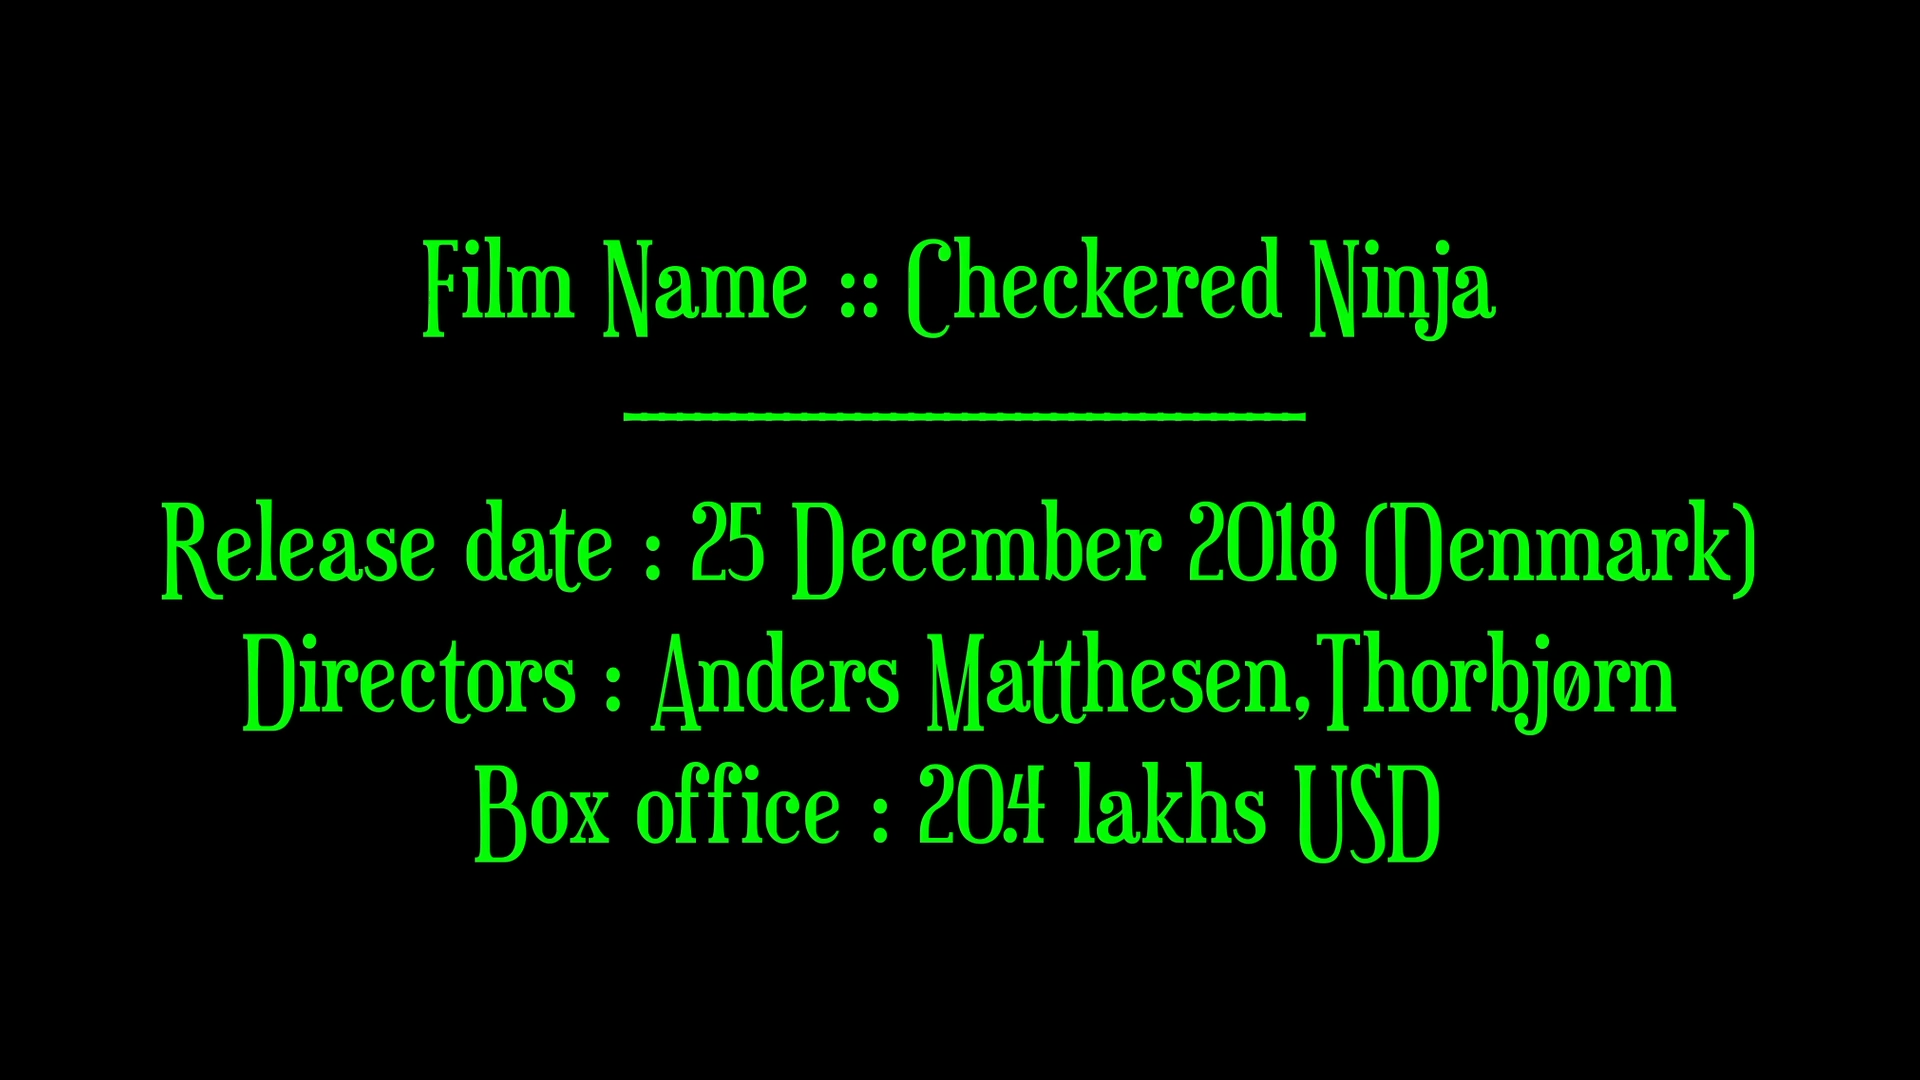 Film Name :: Checkered Ninja
---------------------------------------
Release date : 25 December 2018 (Denmark)
Directors : Anders Matthesen,Thorbjørn
Box office : 20.4 lakhs USD